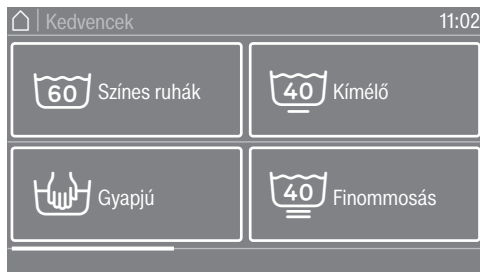 Kedvencek 11:02
60 Színes ruhák
40 Kímélő
Gyapjú
40 Finommosás